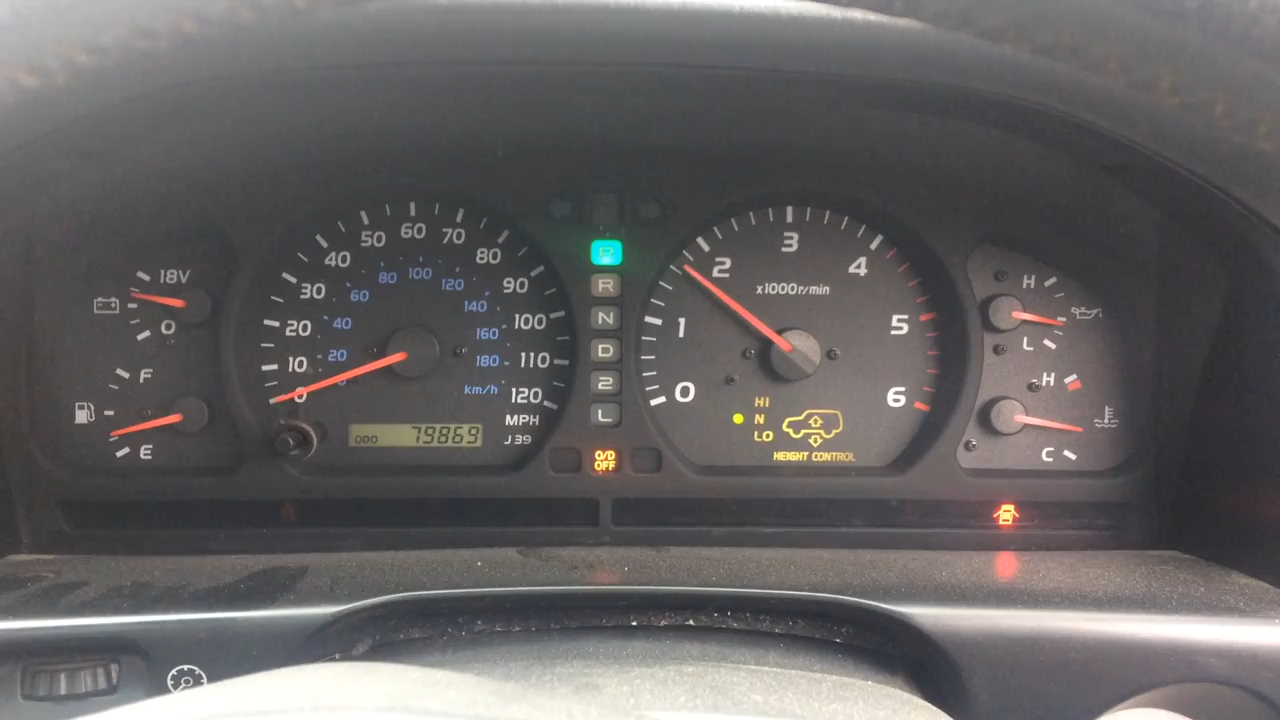 18V
0
F
E
0
10
20
30
40
50
60
70
80
90
100
110
120
MPH
20
40
60
80
100
120
140
160
180
km/h
ODO 79869
J39
P
R
N
D
2
L
O/D
OFF
0
1
2
3
4
5
6
x1000r/min
HI
N
LO
HEIGHT CONTROL
H
L
H
C